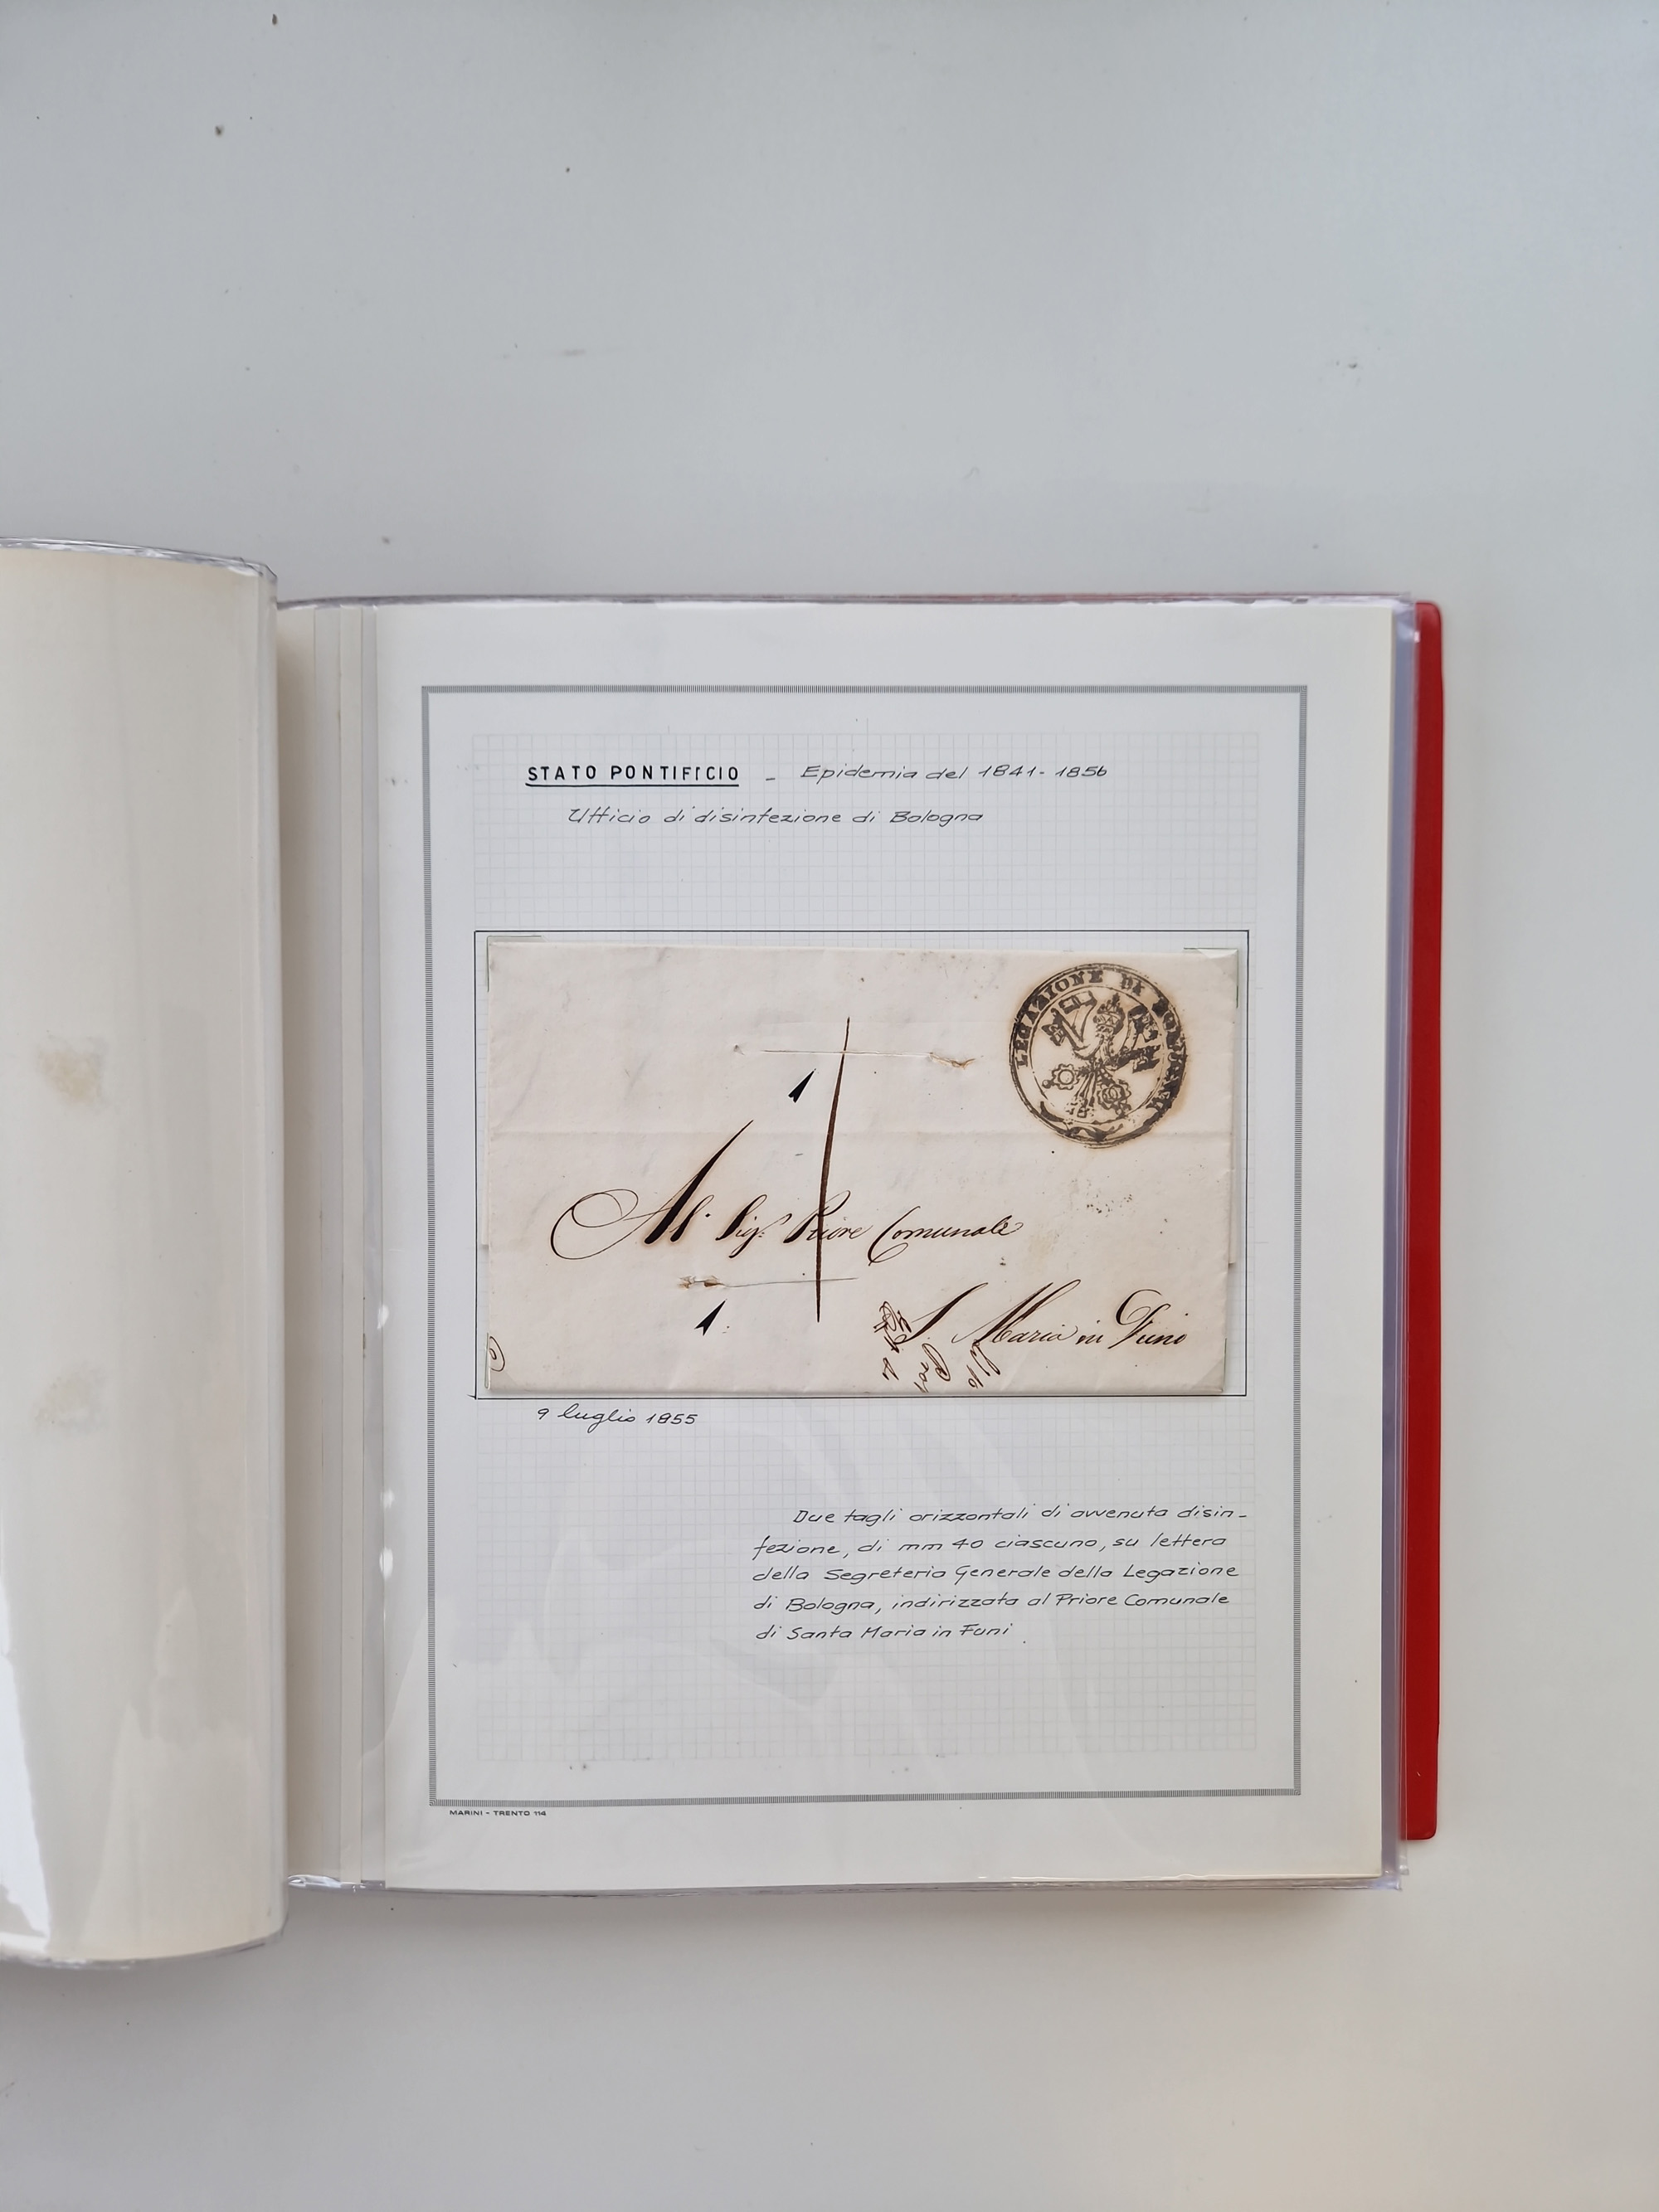 STATO PONTIFICIO - Epidemia del 1841-1856
Ufficio di disinfezione di Bologna
LEGAZIONE DI BOLOGNA
Al Sigr Priore Comunale
S. Maria in Funo
9 luglio 1855
Due tagli orizzontali di avvenuta disin-
fezione, di mm 40 ciascuno, su lettera
della Segreteria Generale della Legazione
di Bologna, indirizzata al Priore Comunale
di Santa Maria in Funi
MARINI - TRENTO 114